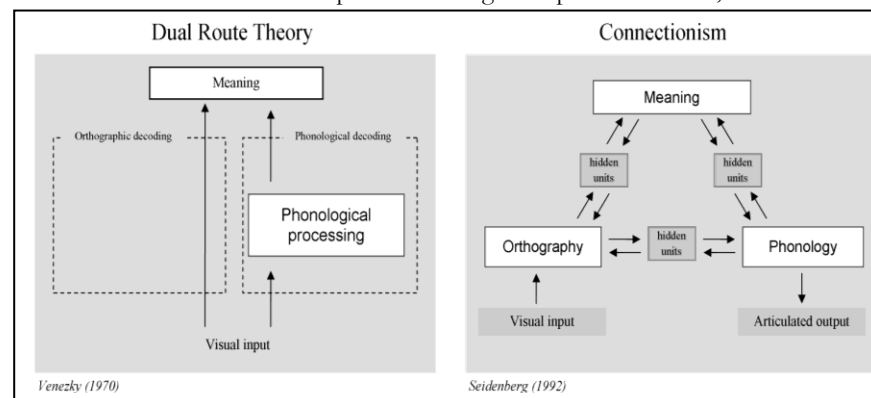 Dual Route Theory
Meaning
Orthographic decoding
Phonological decoding
Phonological
processing
Visual input
Venezky (1970)
Connectionism
Meaning
hidden
units
hidden
units
Orthography
hidden
units
Phonology
Visual input
Articulated output
Seidenberg (1992)